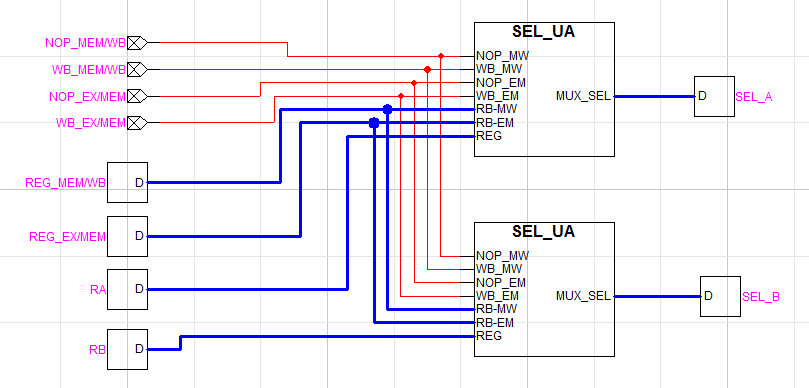 SEL_UA
NOP_MEM/WB
WB_MEM/WB
NOP_EX/MEM
WB_EX/MEM
NOP_MW
WB_MW
NOP_EM
WB_EM
RB-MW
RB-EM
REG
MUX_SEL
D
SEL_A
REG_MEM/WB
D
REG_EX/MEM
D
RA
D
RB
D
SEL_UA
NOP_MW
WB_MW
NOP_EM
WB_EM
RB-MW
RB-EM
REG
MUX_SEL
D
SEL_B